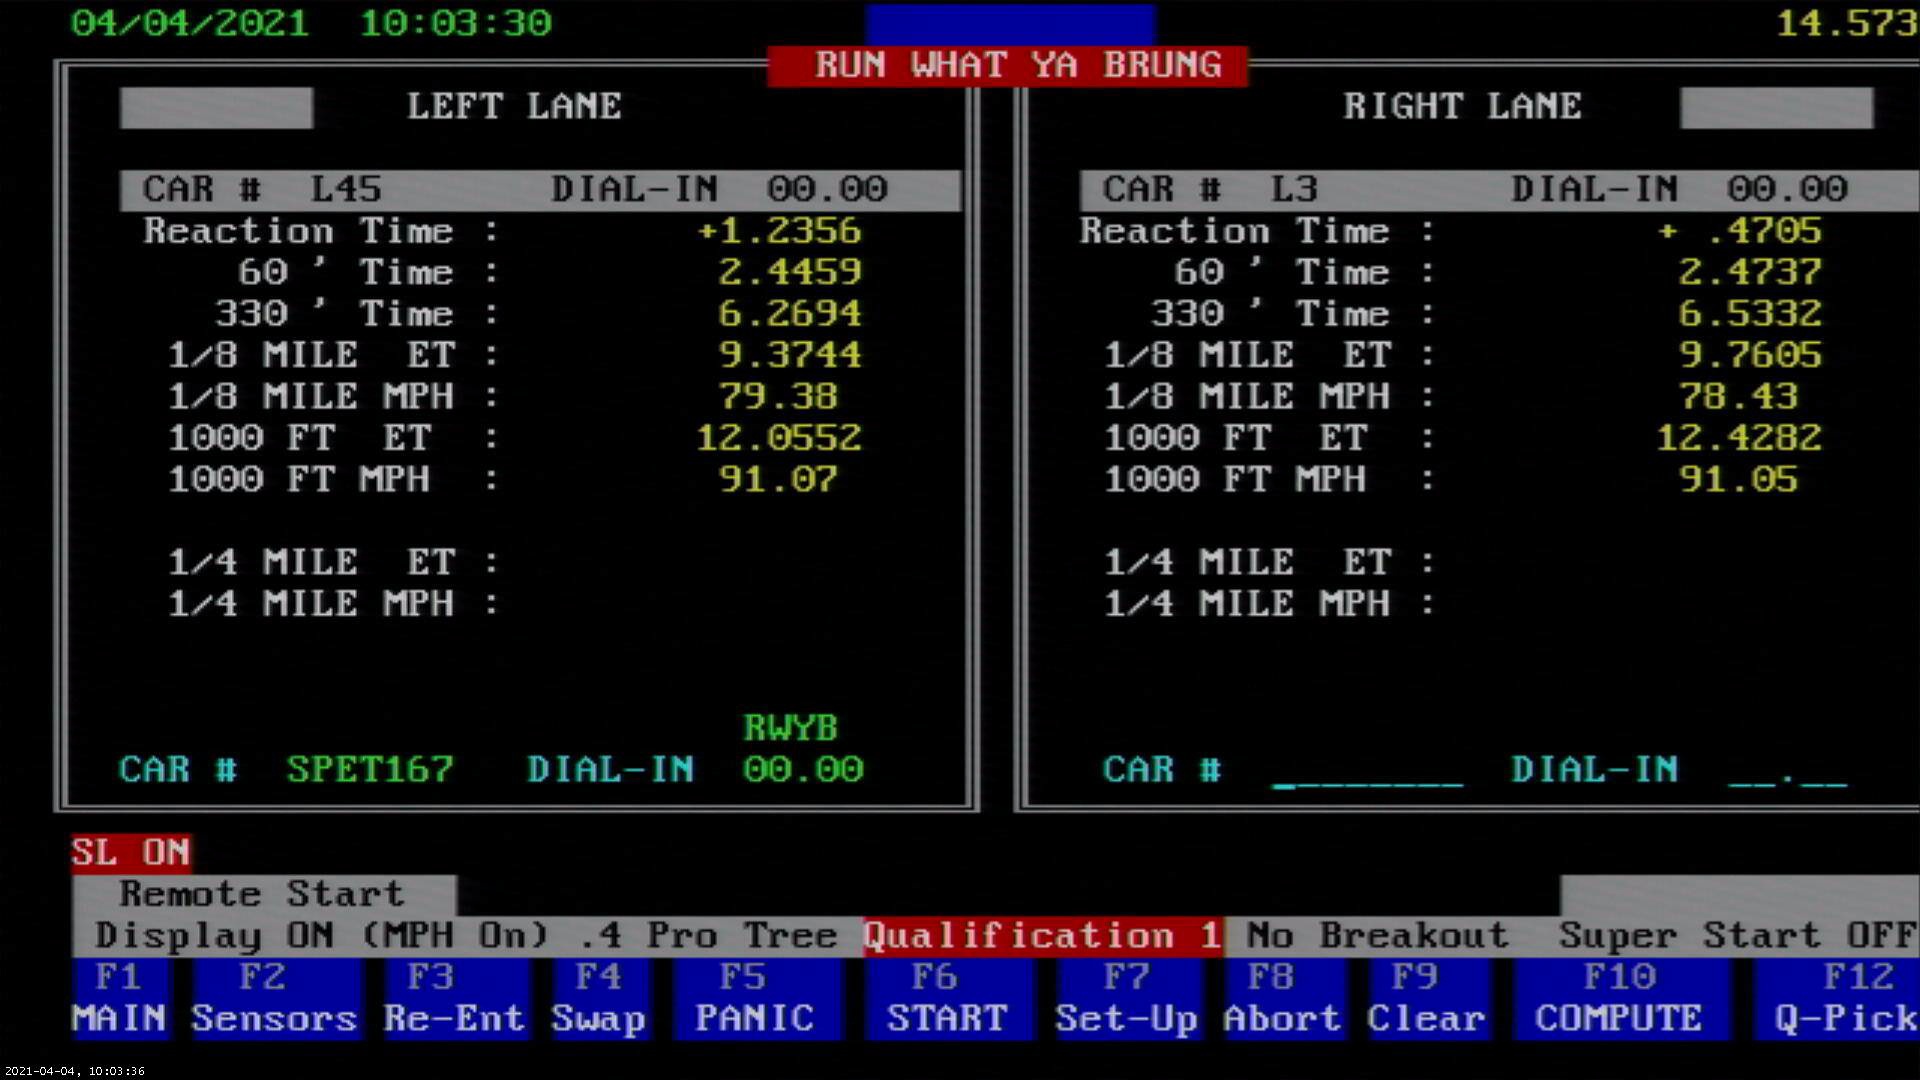 04/04/2021 10:03:30 14.573
RUN WHAT YA BRUNG
LEFT LANE RIGHT LANE
CAR # L45 DIAL-IN 00.00 CAR # L3 DIAL-IN 00.00
Reaction Time : +1.2356 Reaction Time : + .4705
60 ' Time : 2.4459 60 ' Time : 2.4737
330 ' Time : 6.2694 330 ' Time : 6.5332
1/8 MILE ET : 9.3744 1/8 MILE ET : 9.7605
1/8 MILE MPH : 79.38 1/8 MILE MPH : 78.43
1000 FT ET : 12.0552 1000 FT ET : 12.4282
1000 FT MPH : 91.07 1000 FT MPH : 91.05
1/4 MILE ET : 1/4 MILE ET :
1/4 MILE MPH : 1/4 MILE MPH :
RWYB
CAR # SPET167 DIAL-IN 00.00 CAR # ________ DIAL-IN __.__
SL ON
Remote Start
Display ON (MPH On) .4 Pro Tree Qualification 1 No Breakout Super Start OFF
F1 F2 F3 F4 F5 F6 F7 F8 F9 F10 F12
MAIN Sensors Re-Ent Swap PANIC START Set-Up Abort Clear COMPUTE Q-Pick
2021-04-04, 10:03:36